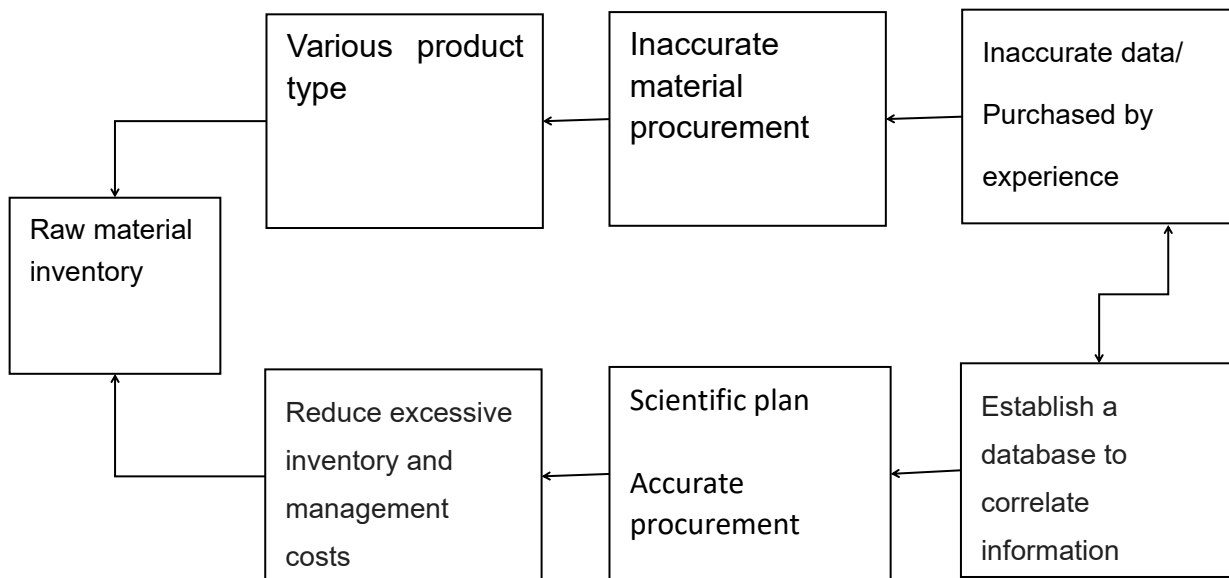 Various product
type
Inaccurate
material
procurement
Inaccurate data/
Purchased by
experience
Raw material
inventory
Reduce excessive
inventory and
management
costs
Scientific plan
Accurate
procurement
Establish a
database to
correlate
information